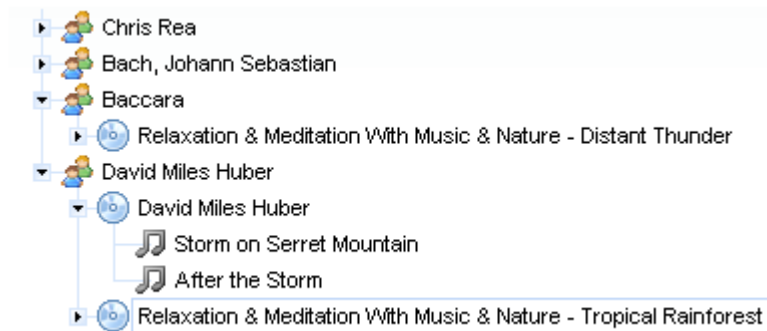 Chris Rea
Bach, Johann Sebastian
Baccara
Relaxation & Meditation With Music & Nature - Distant Thunder
David Miles Huber
David Miles Huber
Storm on Serret Mountain
After the Storm
Relaxation & Meditation With Music & Nature - Tropical Rainforest